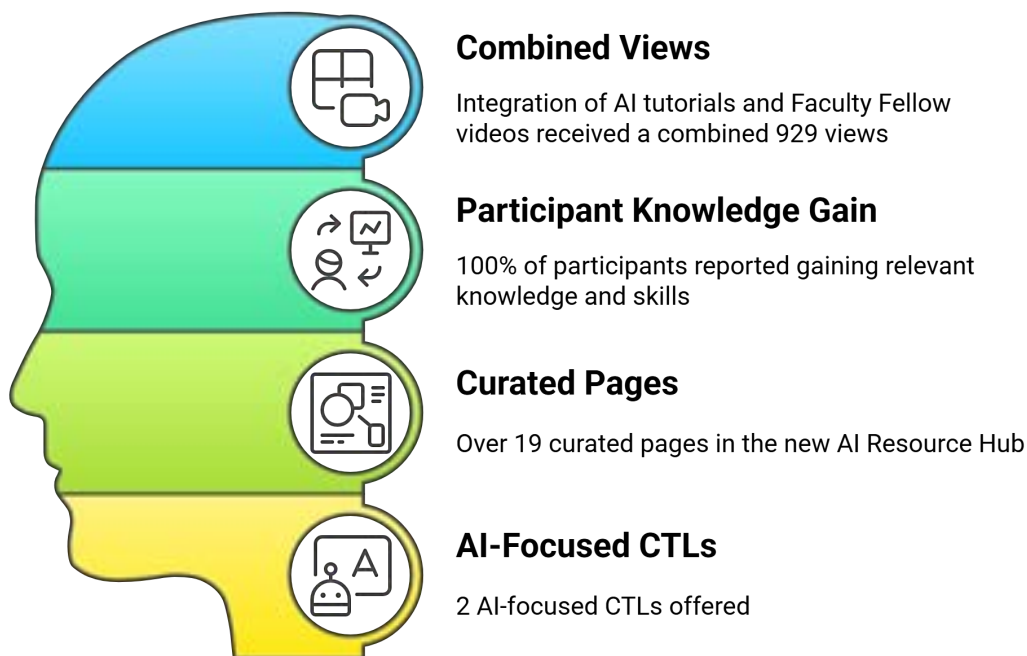 Combined Views
Integration of AI tutorials and Faculty Fellow
videos received a combined 929 views
Participant Knowledge Gain
100% of participants reported gaining relevant
knowledge and skills
Curated Pages
Over 19 curated pages in the new AI Resource Hub
A
AI-Focused CTLs
2 AI-focused CTLs offered